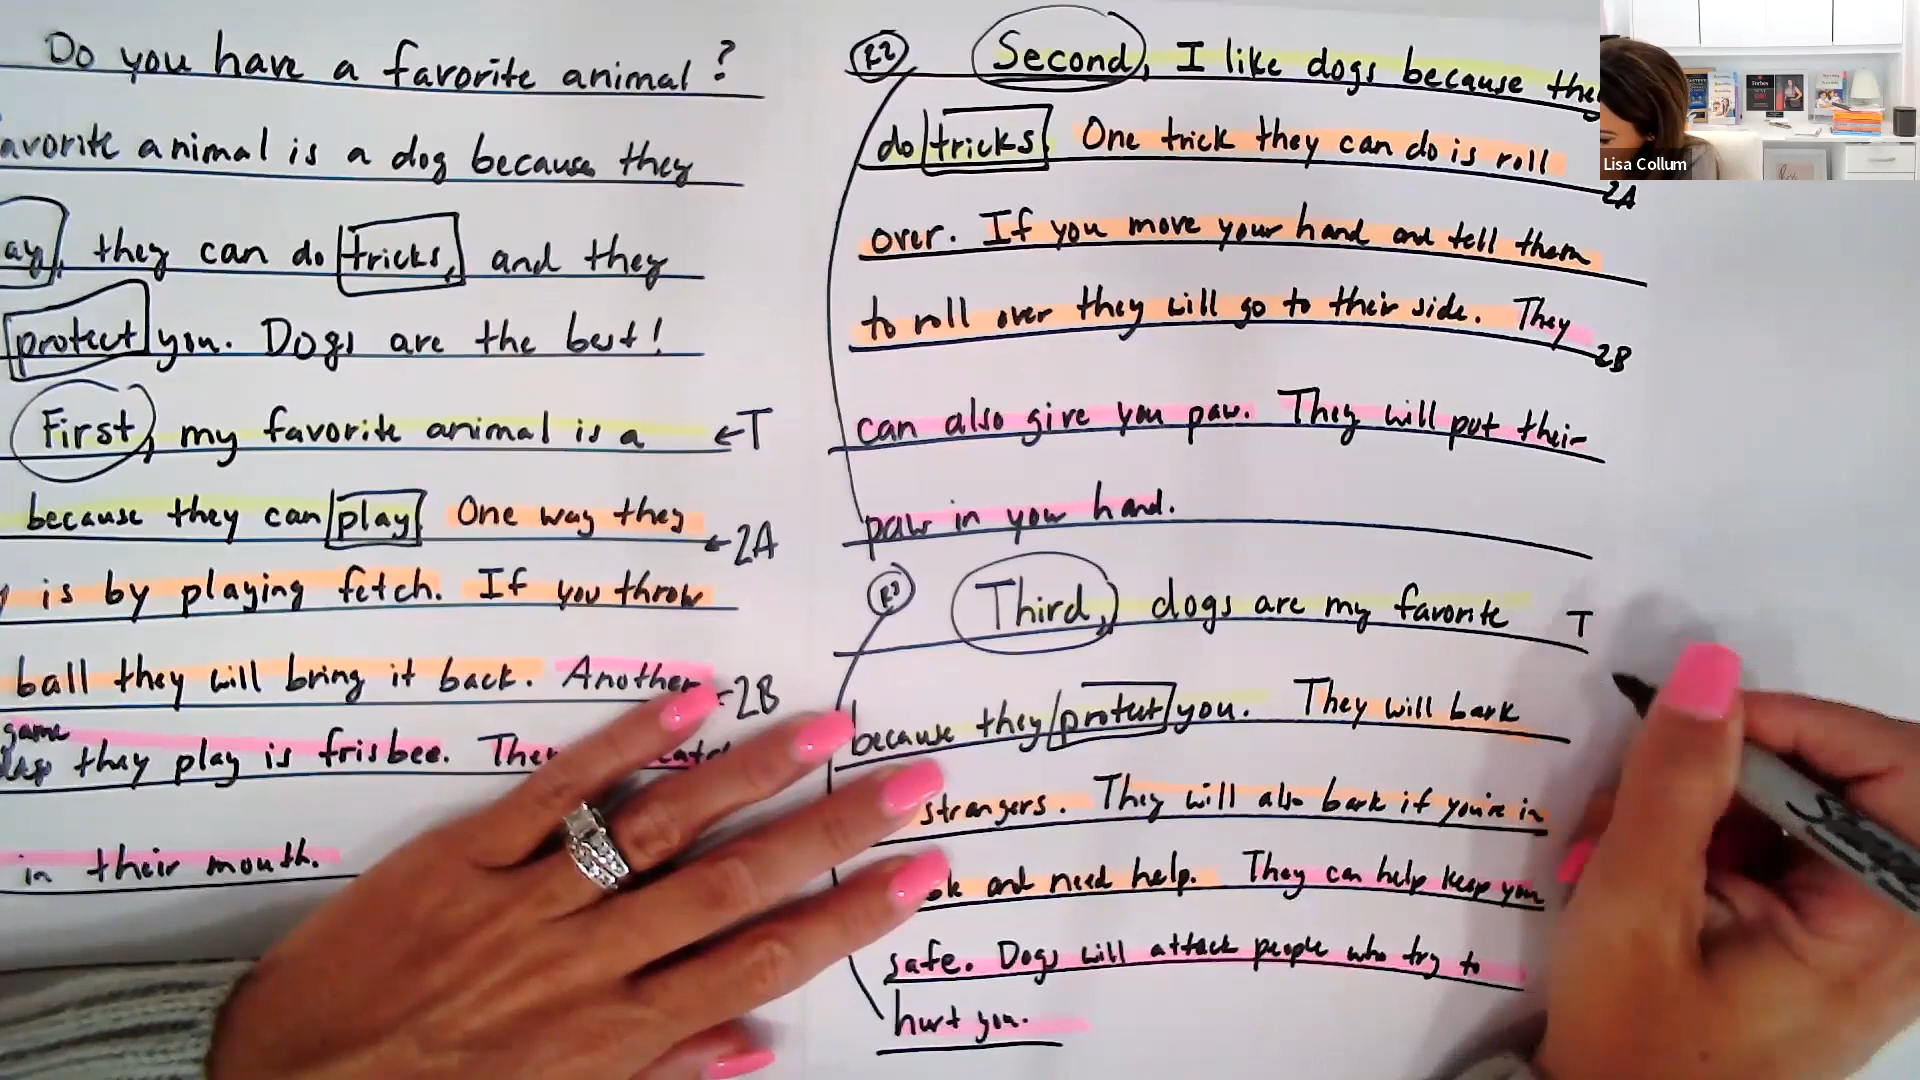 Do you have a favorite animal?
avorite animal is a dog because they
ay, they can do tricks, and they
protect you. Dogs are the best!
First, my favorite animal is a ←T
because they can play. One way they
←2A
is by playing fetch. If you throw
ball they will bring it back. Another
-2B
game
they play is frisbee.
in their mouth.
R2 Second, I like dogs because they
do tricks. One trick they can do is roll
2A
over. If you move your hand and tell them
to roll over they will go to their side. They
2B
can also give you paw. They will put their
paw in your hand.
R3 Third, dogs are my favorite T
because they protect you. They will bark
strangers. They will also bark if you're in
and need help. They can help keep you
safe. Dogs will attack people who try to
hurt you.
Lisa Collum
Forbes